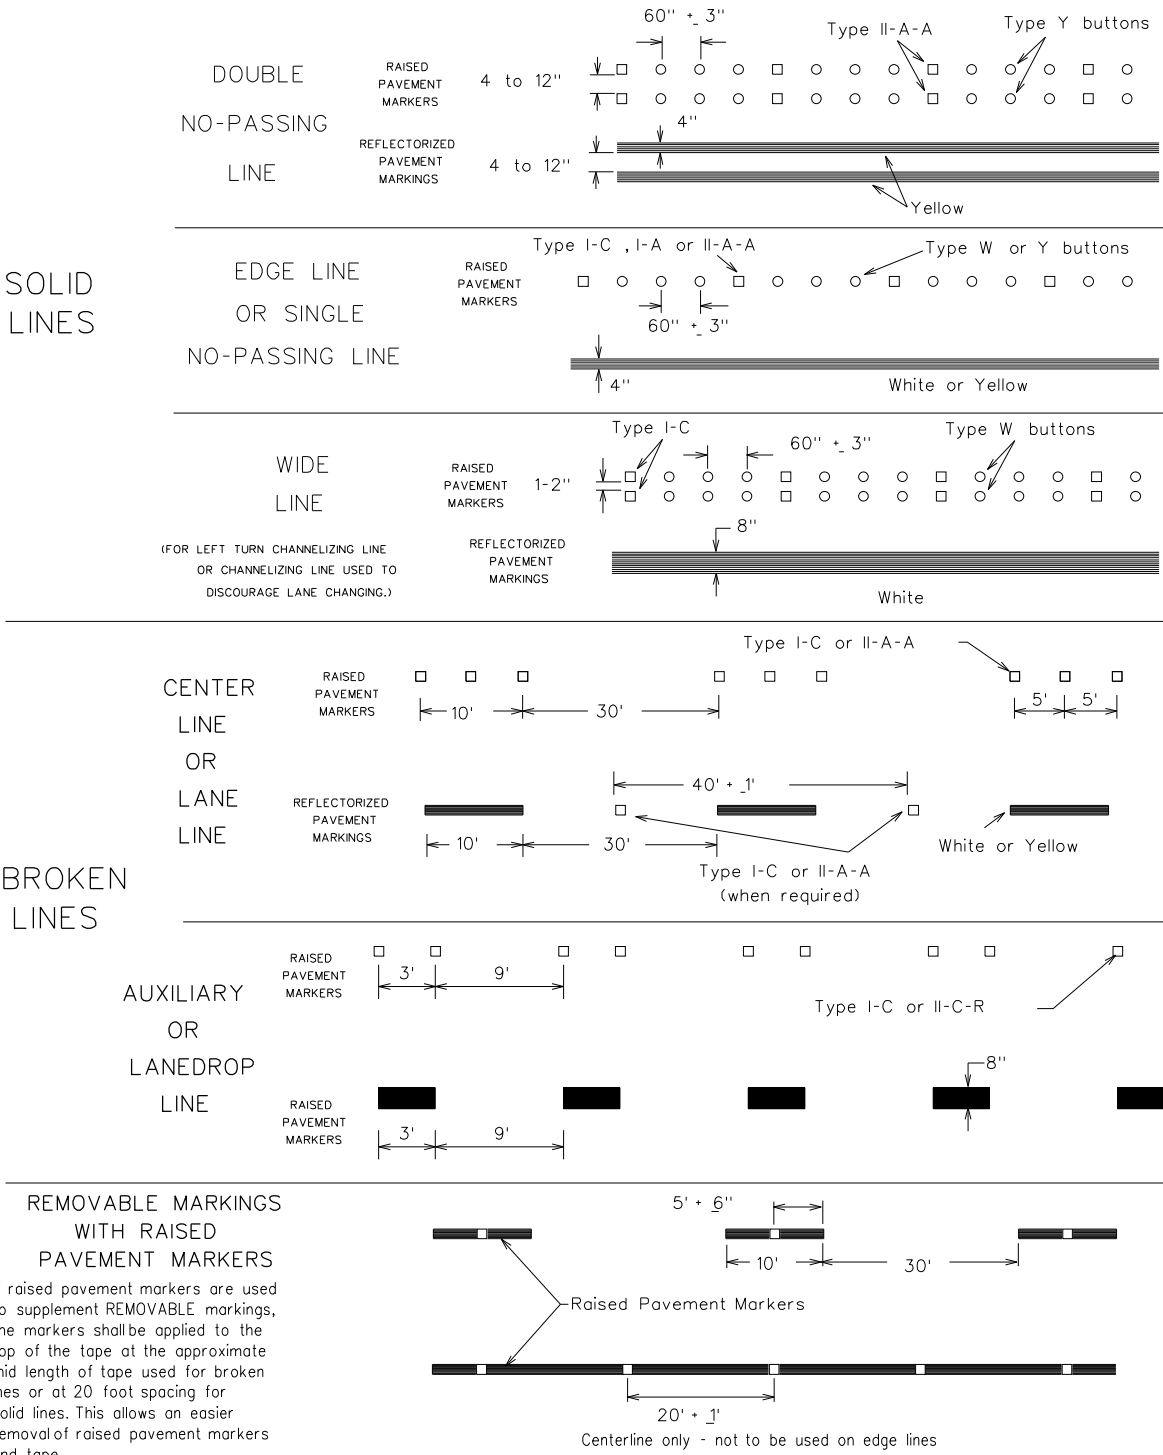 DOUBLE
NO-PASSING
LINE
RAISED
PAVEMENT
MARKERS
4 to 12"
60" +_ 3"
Type II-A-A
Type Y buttons
REFLECTORIZED
PAVEMENT
MARKINGS
4 to 12"
4"
Yellow
SOLID
LINES
EDGE LINE
OR SINGLE
NO-PASSING LINE
RAISED
PAVEMENT
MARKERS
Type I-C , I-A or II-A-A
Type W or Y buttons
60" +_ 3"
4"
White or Yellow
WIDE
LINE
(FOR LEFT TURN CHANNELIZING LINE
OR CHANNELIZING LINE USED TO
DISCOURAGE LANE CHANGING.)
RAISED
PAVEMENT
MARKERS
1-2"
Type I-C
60" +_ 3"
Type W buttons
REFLECTORIZED
PAVEMENT
MARKINGS
8"
White
BROKEN
LINES
CENTER
LINE
OR
LANE
LINE
RAISED
PAVEMENT
MARKERS
10'
30'
Type I-C or II-A-A
5'
5'
REFLECTORIZED
PAVEMENT
MARKINGS
40' +_ 1'
10'
30'
Type I-C or II-A-A
(when required)
White or Yellow
AUXILIARY
OR
LANEDROP
LINE
RAISED
PAVEMENT
MARKERS
3'
9'
Type I-C or II-C-R
RAISED
PAVEMENT
MARKERS
3'
9'
8"
REMOVABLE MARKINGS
WITH RAISED
PAVEMENT MARKERS
raised pavement markers are used
supplement REMOVABLE markings,
markers shall be applied to the
of the tape at the approximate
length of tape used for broken
or at 20 foot spacing for
lines. This allows an easier
of raised pavement markers
tape.
5' +_ 6"
10'
30'
Raised Pavement Markers
20' +_ 1'
Centerline only - not to be used on edge lines